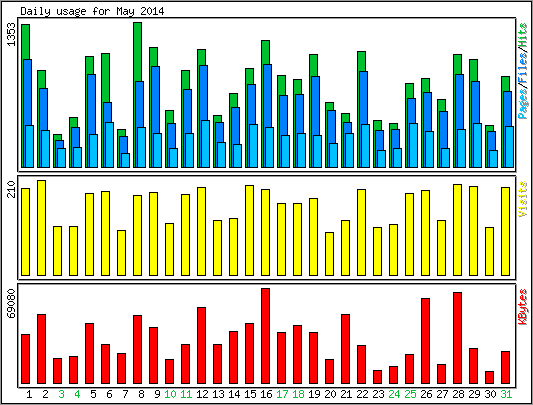 Daily usage for May 2014
1353
Pages/Files/Hits
210
Visits
69080
KBytes
1 2 3 4 5 6 7 8 9 10 11 12 13 14 15 16 17 18 19 20 21 22 23 24 25 26 27 28 29 30 31